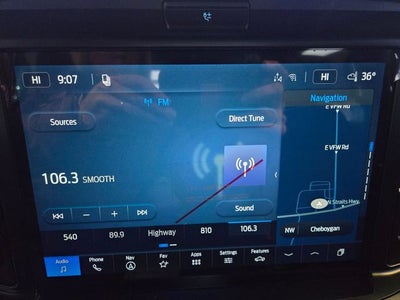 HI 9:07 HI 36°
FM
Navigation
E VFW Rd
Sources Direct Tune
E VFW Rd
106.3 SMOOTH
N Straits Hwy.
Sound
540 89.9 Highway 810 106.3
NW Cheboygan
Audio Phone Nav Fav Apps Settings Features